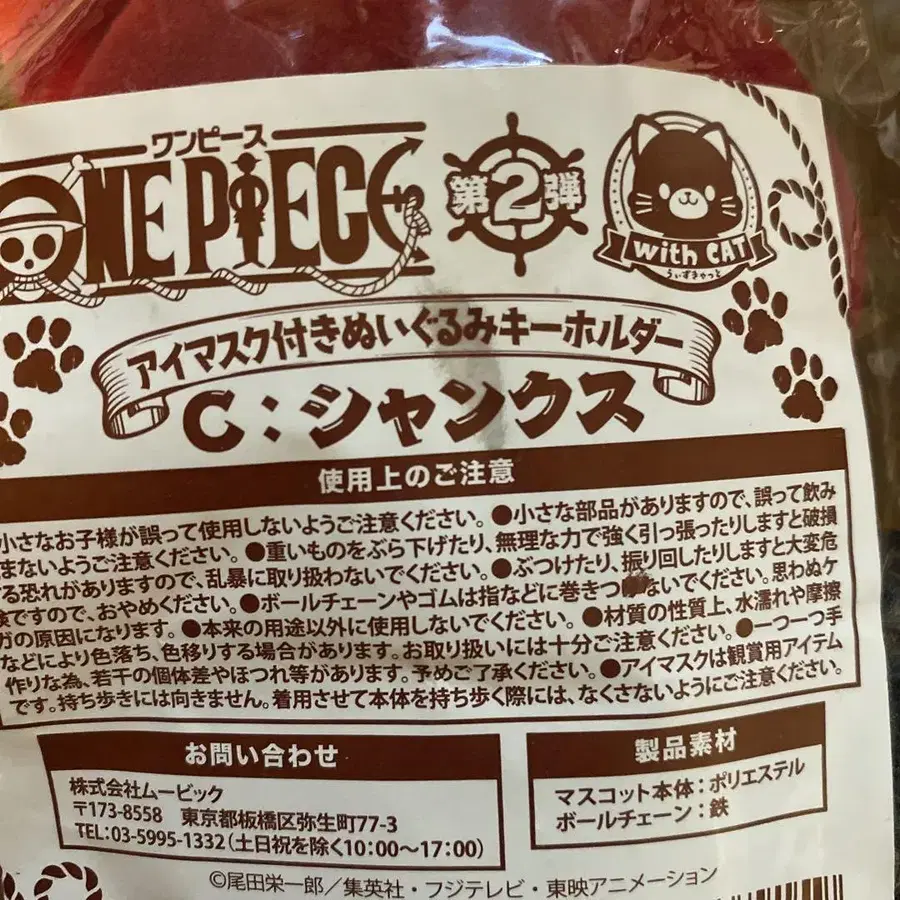 ワンピース
ONE PIECE
第2弾
with CAT
うぃずきゃっと
アイマスク付きぬいぐるみキーホルダー
C:シャンクス
使用上のご注意
小さなお子様が誤って使用しないようご注意ください。●小さな部品がありますので、誤って飲み
まないようご注意ください。●重いものをぶら下げたり、無理な力で強く引っ張ったりしますと破損
る恐れがありますので、乱暴に取り扱わないでください。●ぶつけたり、振り回したりしますと大変危
険ですので、おやめください。●ボールチェーンやゴムは指などに巻きつ ないでください。思わぬケ
ガの原因になります。●本来の用途以外に使用しないでください。●材質の性質上、水濡れや摩擦
などにより色落ち、色移りする場合があります。お取り扱いには十分ご注意ください。●一つ一つ手
作りな為、若干の個体差やほつれ等があります。予めご了承ください。●アイマスクは観賞用アイテム
です。持ち歩きには向きません。着用させて本体を持ち歩く際には、なくさないようにご注意ください。
お問い合わせ
株式会社ムービック
〒173-8558 東京都板橋区弥生町77-3
TEL:03-5995-1332(土日祝を除く10:00～17:00)
製品素材
マスコット本体:ポリエステル
ボールチェーン:鉄
©尾田栄一郎／集英社・フジテレビ・東映アニメーション